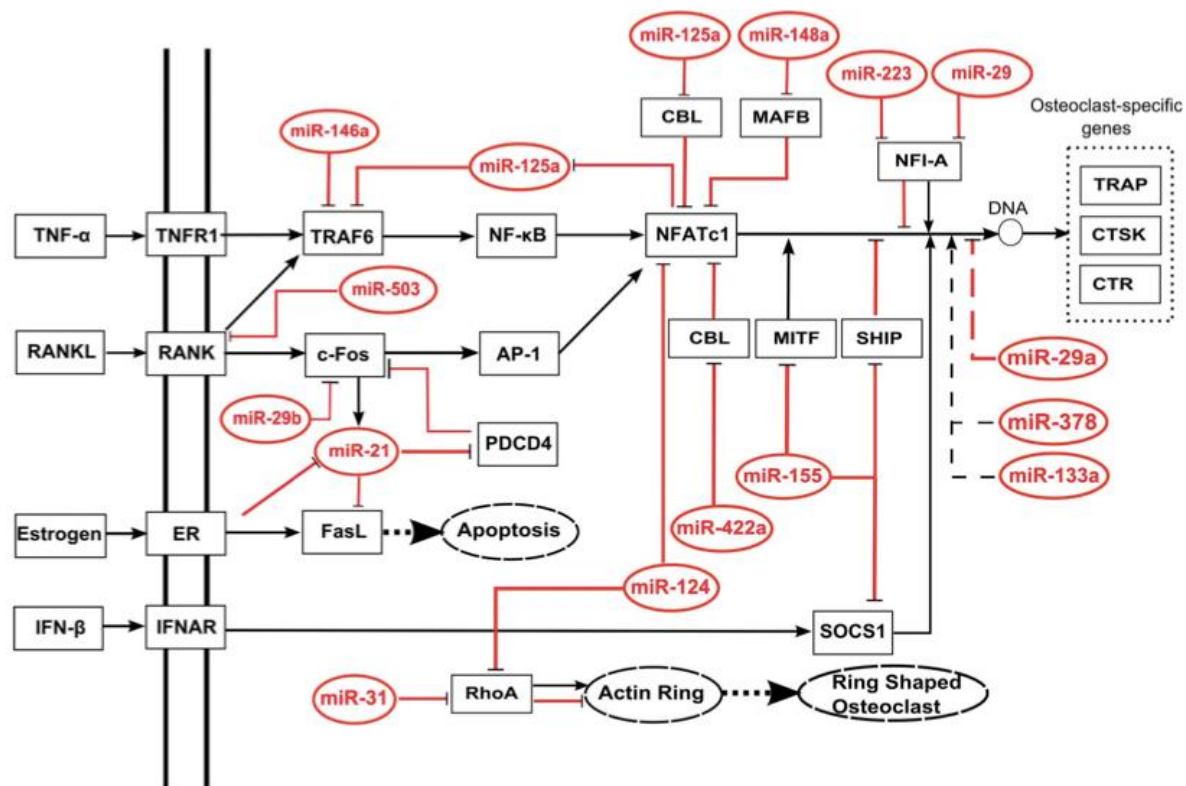 miR-125a
miR-148a
miR-223
miR-29
Osteoclast-specific
genes
miR-146a
CBL
MAFB
miR-125a
NFI-A
TRAP
DNA
TNF-α
TNFR1
TRAF6
NF-κB
NFATc1
CTSK
CTR
miR-503
RANKL
RANK
c-Fos
AP-1
CBL
MITF
SHIP
miR-29a
miR-29b
miR-378
miR-21
PDCD4
miR-155
miR-133a
Estrogen
ER
FasL
Apoptosis
miR-422a
miR-124
IFN-β
IFNAR
SOCS1
miR-31
RhoA
Actin Ring
Ring Shaped
Osteoclast